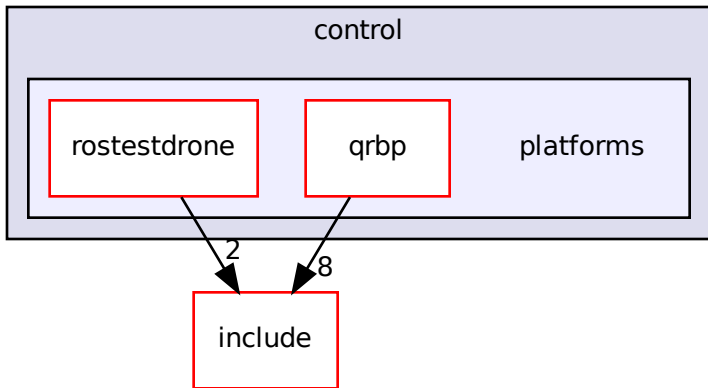 control
rostestdrone
qrbp
platforms
2
8
include